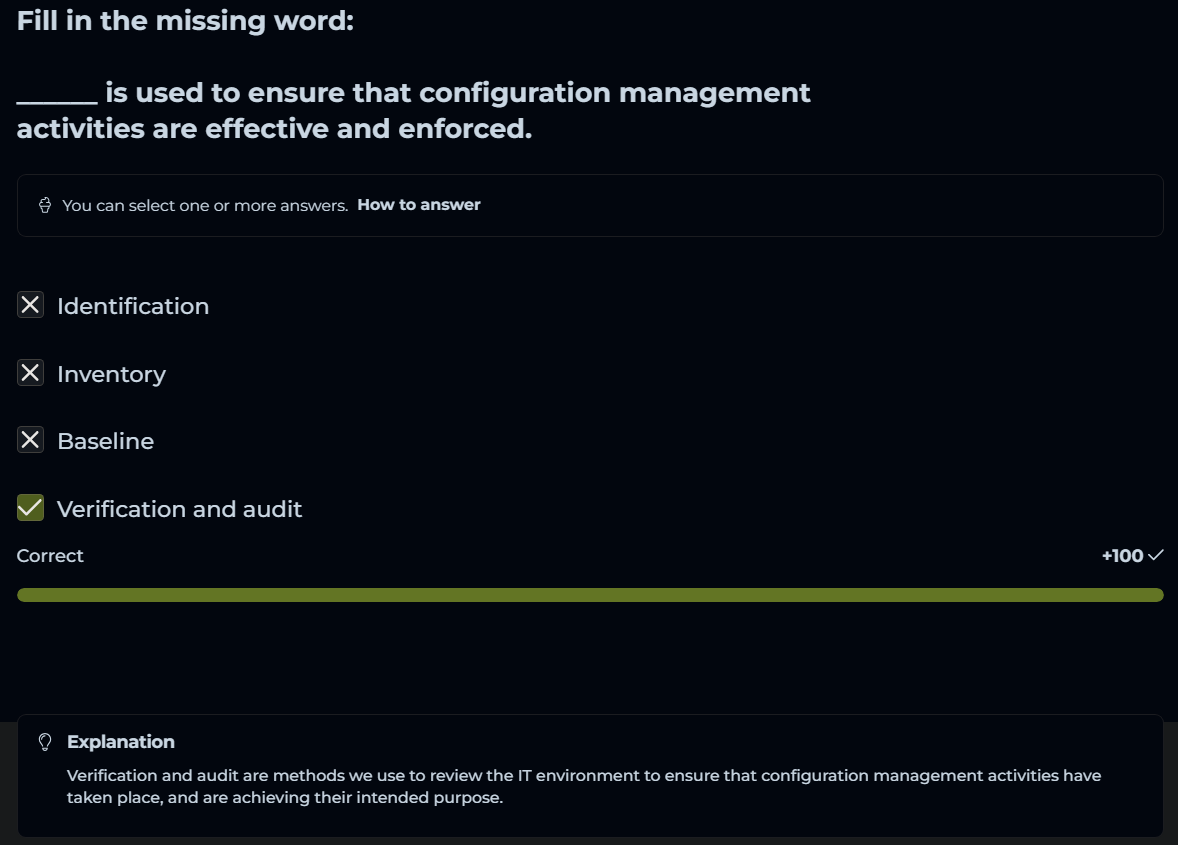 Fill in the missing word:
______ is used to ensure that configuration management
activities are effective and enforced.
You can select one or more answers. How to answer
Identification
Inventory
Baseline
Verification and audit
Correct +100
Explanation
Verification and audit are methods we use to review the IT environment to ensure that configuration management activities have
taken place, and are achieving their intended purpose.